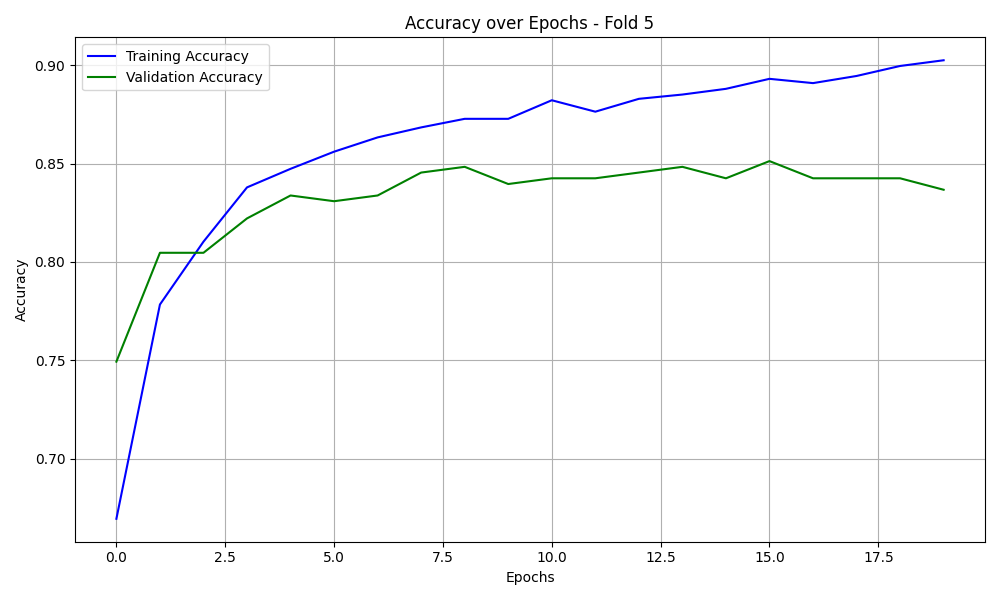 Accuracy over Epochs - Fold 5
Training Accuracy
Validation Accuracy
0.90
0.85
0.80
0.75
0.70
Accuracy
0.0 2.5 5.0 7.5 10.0 12.5 15.0 17.5
Epochs